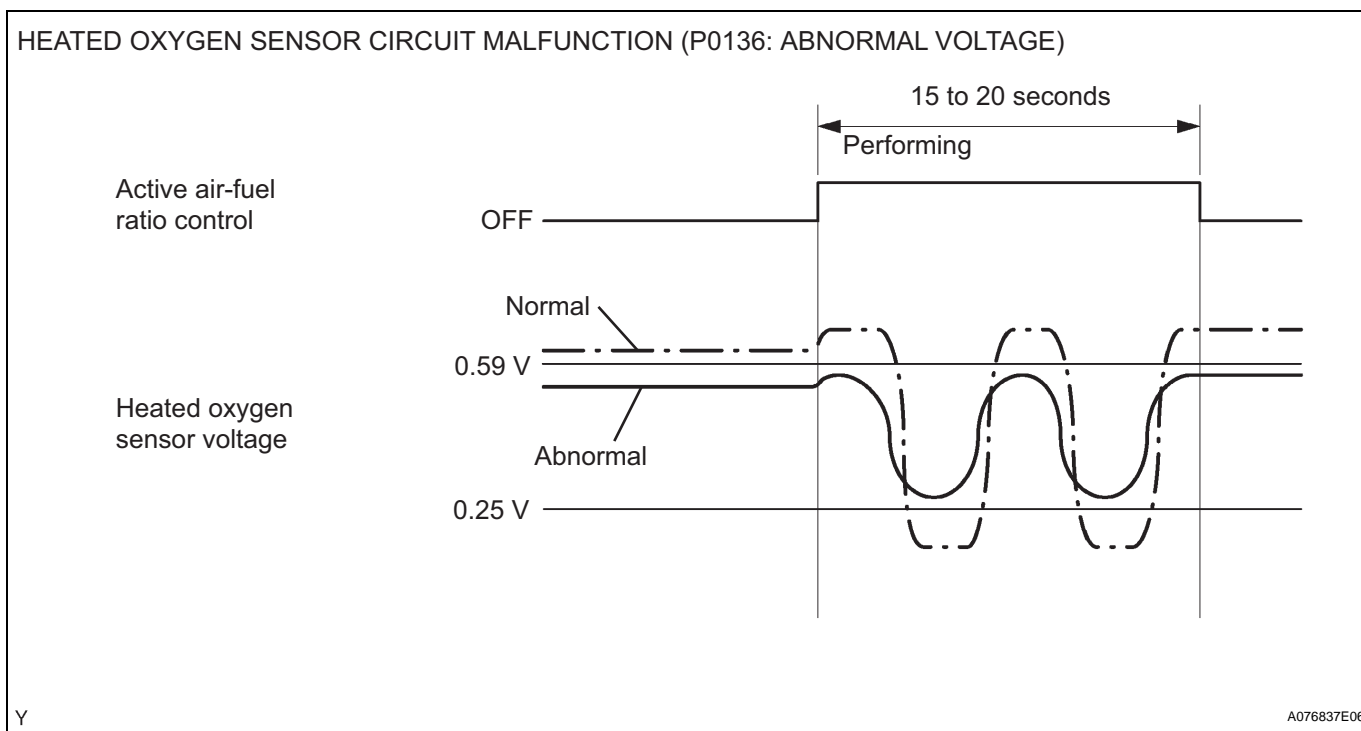 HEATED OXYGEN SENSOR CIRCUIT MALFUNCTION (P0136: ABNORMAL VOLTAGE)
15 to 20 seconds
Performing
Active air-fuel
ratio control
OFF
Normal
0.59 V
Heated oxygen
sensor voltage
Abnormal
0.25 V
Y
A076837E06